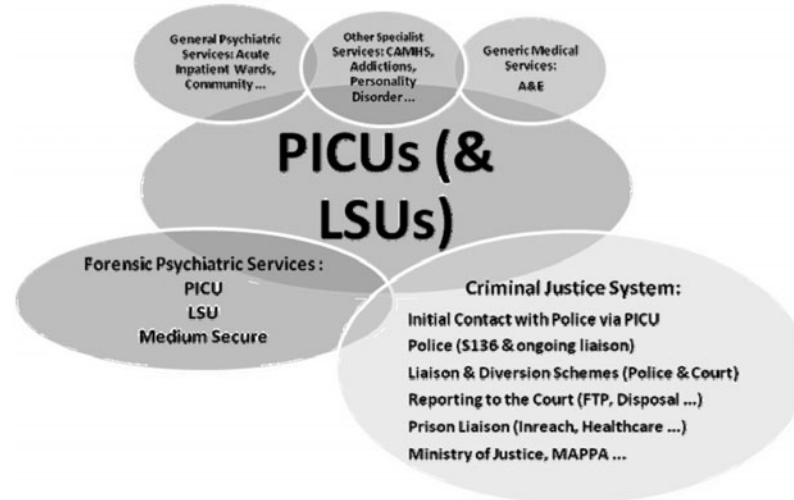 General Psychiatric
Services: Acute
Inpatient Wards,
Community ...
Other Specialist
Services: CAMHS,
Addictions,
Personality
Disorder ...
Generic Medical
Services:
A&E
PICUs (&
LSUs)
Forensic Psychiatric Services :
PICU
LSU
Medium Secure
Criminal Justice System:
Initial Contact with Police via PICU
Police (S136 & ongoing liaison)
Liaison & Diversion Schemes (Police & Court)
Reporting to the Court (FTP, Disposal ...)
Prison Liaison (Inreach, Healthcare ...)
Ministry of Justice, MAPPA ...